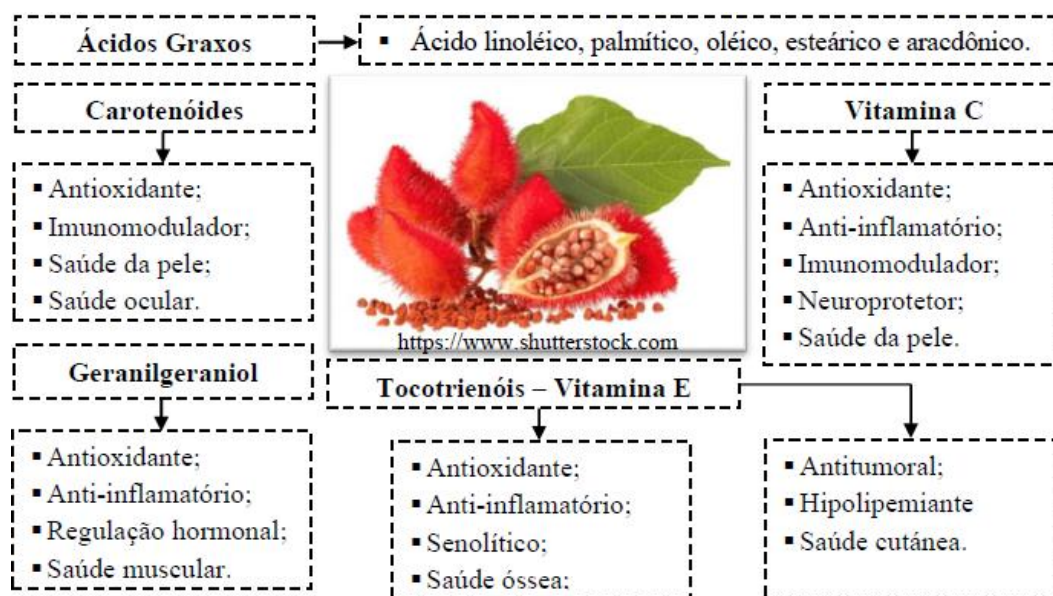 Ácidos Graxos
▪ Ácido linoléico, palmítico, oléico, esteárico e aracdônico.
Carotenóides
▪ Antioxidante;
▪ Imunomodulador;
▪ Saúde da pele;
▪ Saúde ocular.
Vitamina C
▪ Antioxidante;
▪ Anti-inflamatório;
▪ Imunomodulador;
▪ Neuroprotetor;
▪ Saúde da pele.
https://www.shutterstock.com
Geranilgeraniol
▪ Antioxidante;
▪ Anti-inflamatório;
▪ Regulação hormonal;
▪ Saúde muscular.
Tocotrienóis – Vitamina E
▪ Antioxidante;
▪ Anti-inflamatório;
▪ Senolítico;
▪ Saúde óssea;
▪ Antitumoral;
▪ Hipolipemiante
▪ Saúde cutánea.